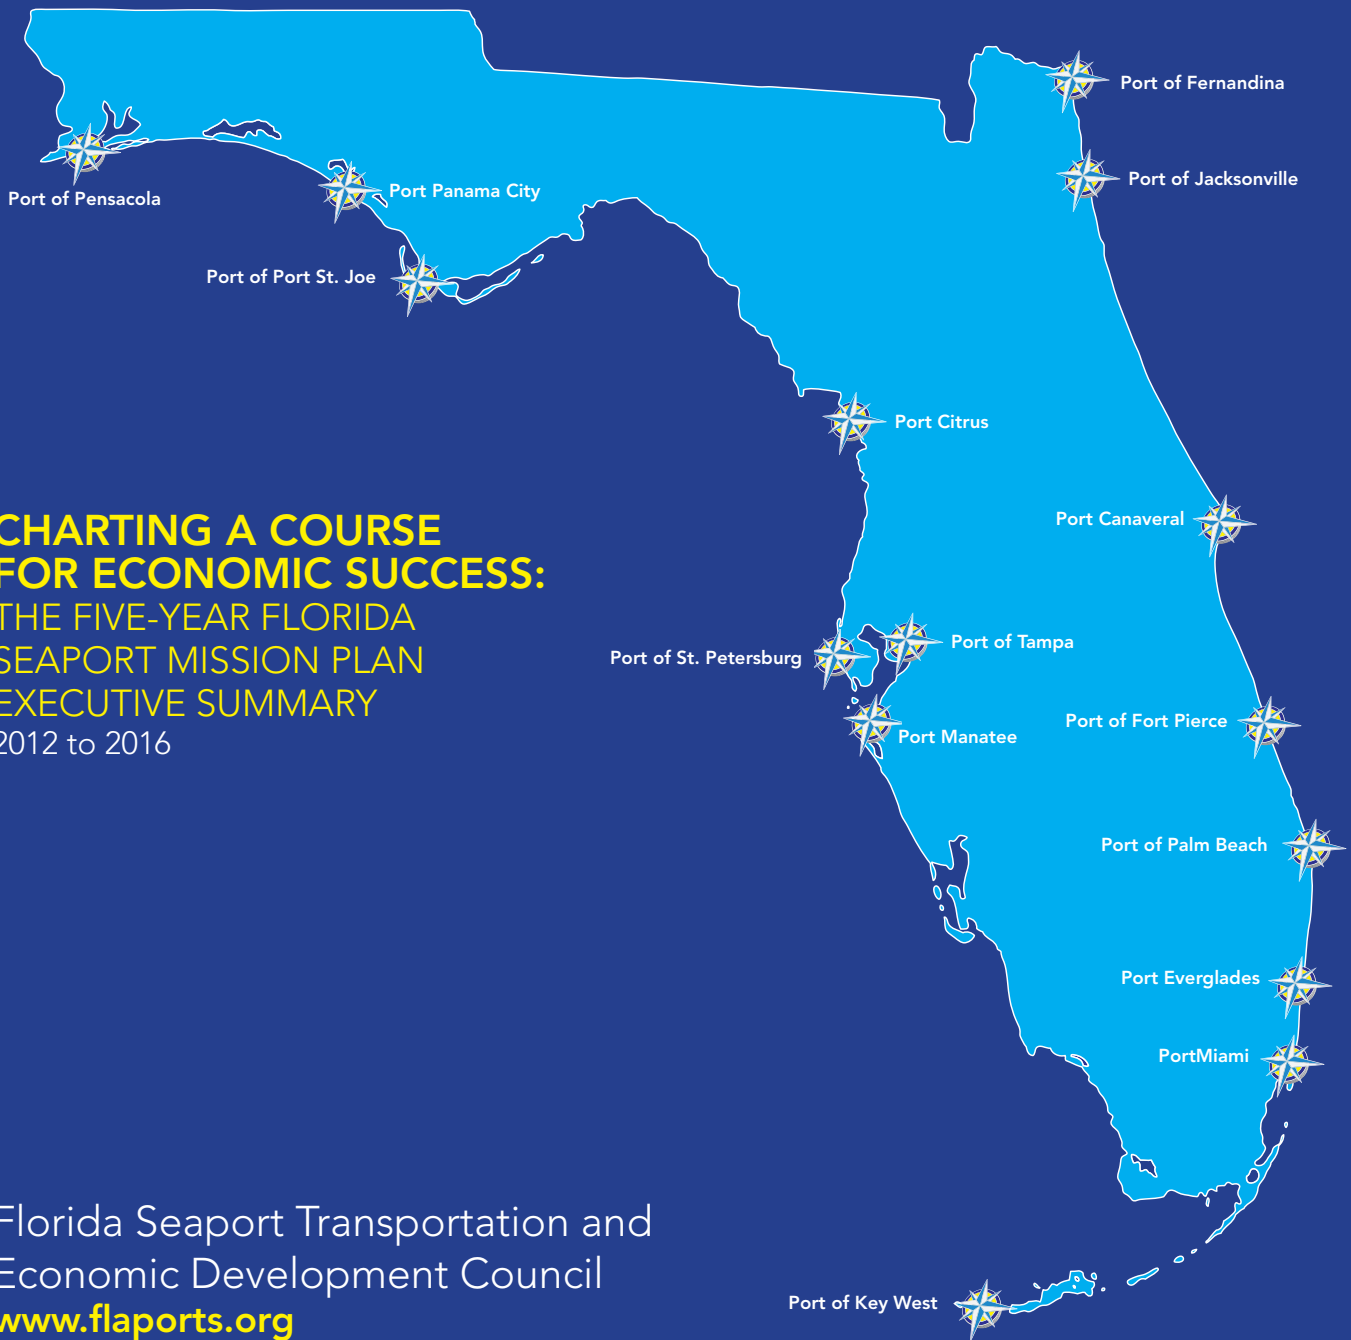 Port of Fernandina
Port of Jacksonville
Port of Pensacola
Port Panama City
Port of Port St. Joe
Port Citrus
Port Canaveral
CHARTING A COURSE
FOR ECONOMIC SUCCESS:
THE FIVE-YEAR FLORIDA
SEAPORT MISSION PLAN
EXECUTIVE SUMMARY
2012 to 2016
Port of St. Petersburg
Port of Tampa
Port Manatee
Port of Fort Pierce
Port of Palm Beach
Port Everglades
PortMiami
Florida Seaport Transportation and
Economic Development Council
www.flaports.org
Port of Key West